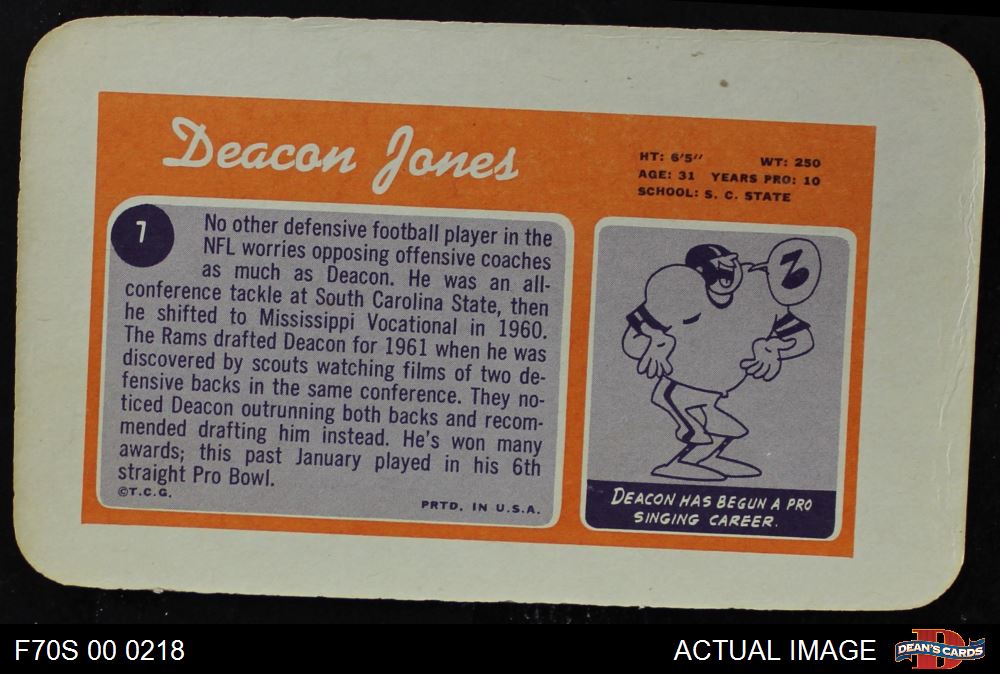 Deacon Jones
HT: 6'5" WT: 250
AGE: 31 YEARS PRO: 10
SCHOOL: S. C. STATE
7
No other defensive football player in the
NFL worries opposing offensive coaches
as much as Deacon. He was an all-
conference tackle at South Carolina State, then
he shifted to Mississippi Vocational in 1960.
The Rams drafted Deacon for 1961 when he was
discovered by scouts watching films of two de-
fensive backs in the same conference. They no-
ticed Deacon outrunning both backs and recom-
mended drafting him instead. He's won many
awards; this past January played in his 6th
straight Pro Bowl.
©T.C.G.
PRTD. IN U.S.A.
DEACON HAS BEGUN A PRO
SINGING CAREER.
F70S 00 0218
ACTUAL IMAGE
D
DEAN'S CARDS